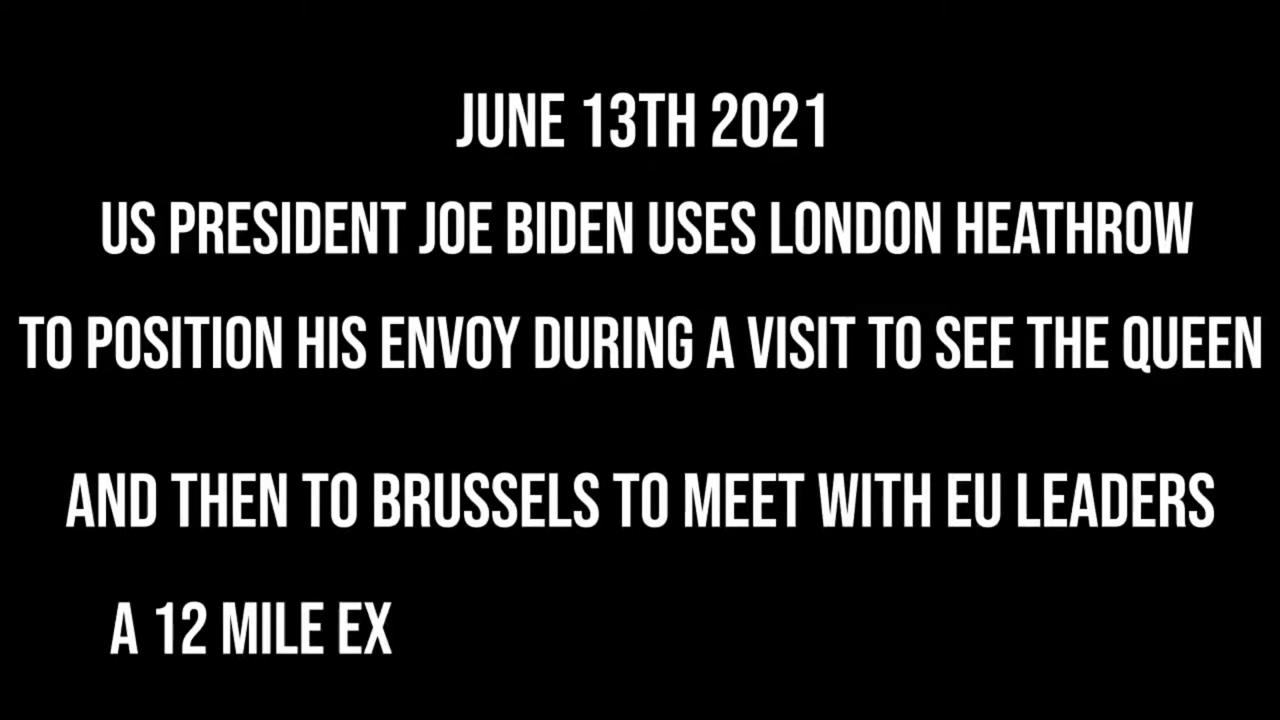 JUNE 13TH 2021
US PRESIDENT JOE BIDEN USES LONDON HEATHROW
TO POSITION HIS ENVOY DURING A VISIT TO SEE THE QUEEN
AND THEN TO BRUSSELS TO MEET WITH EU LEADERS
A 12 MILE EX